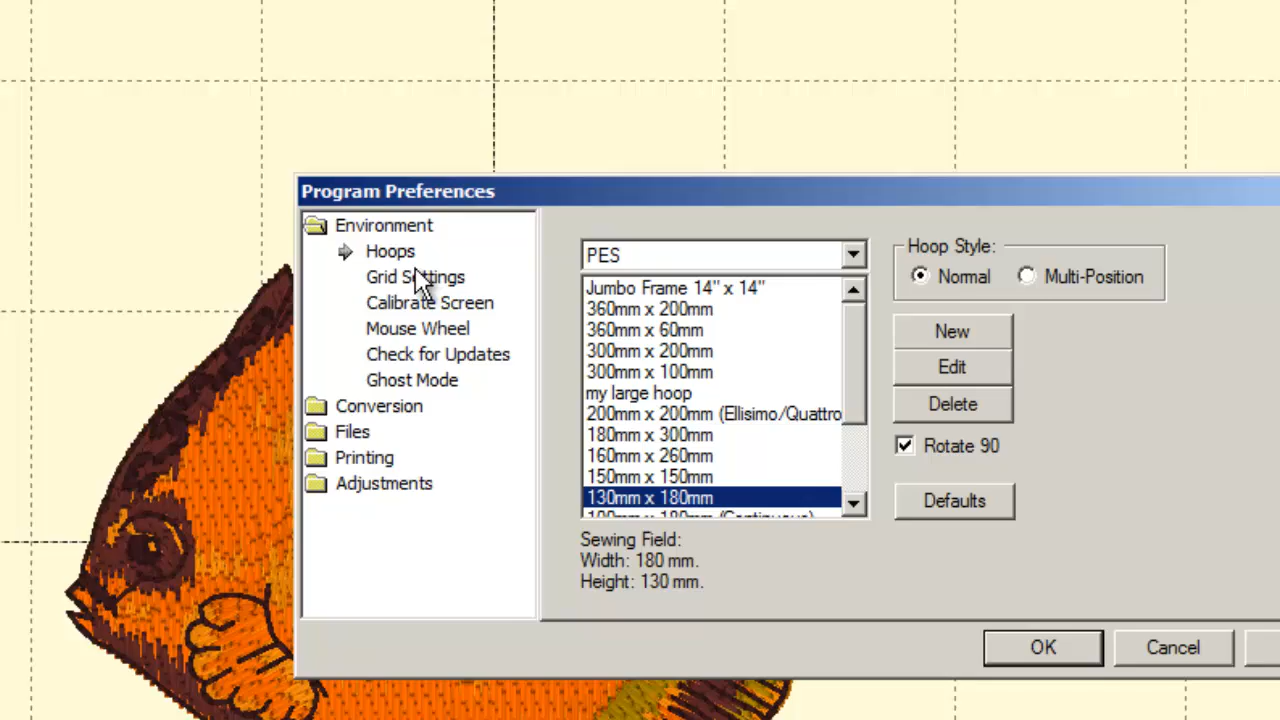 Program Preferences
Environment
Hoops
Grid Settings
Calibrate Screen
Mouse Wheel
Check for Updates
Ghost Mode
Conversion
Files
Printing
Adjustments
PES
Jumbo Frame 14" x 14"
360mm x 200mm
360mm x 60mm
300mm x 200mm
300mm x 100mm
my large hoop
200mm x 200mm (Ellisimo/Quattro
180mm x 300mm
160mm x 260mm
150mm x 150mm
130mm x 180mm
100mm x 180mm (Continuous)
Sewing Field:
Width: 180 mm.
Height: 130 mm.
Hoop Style:
Normal
Multi-Position
New
Edit
Delete
Rotate 90
Defaults
OK
Cancel